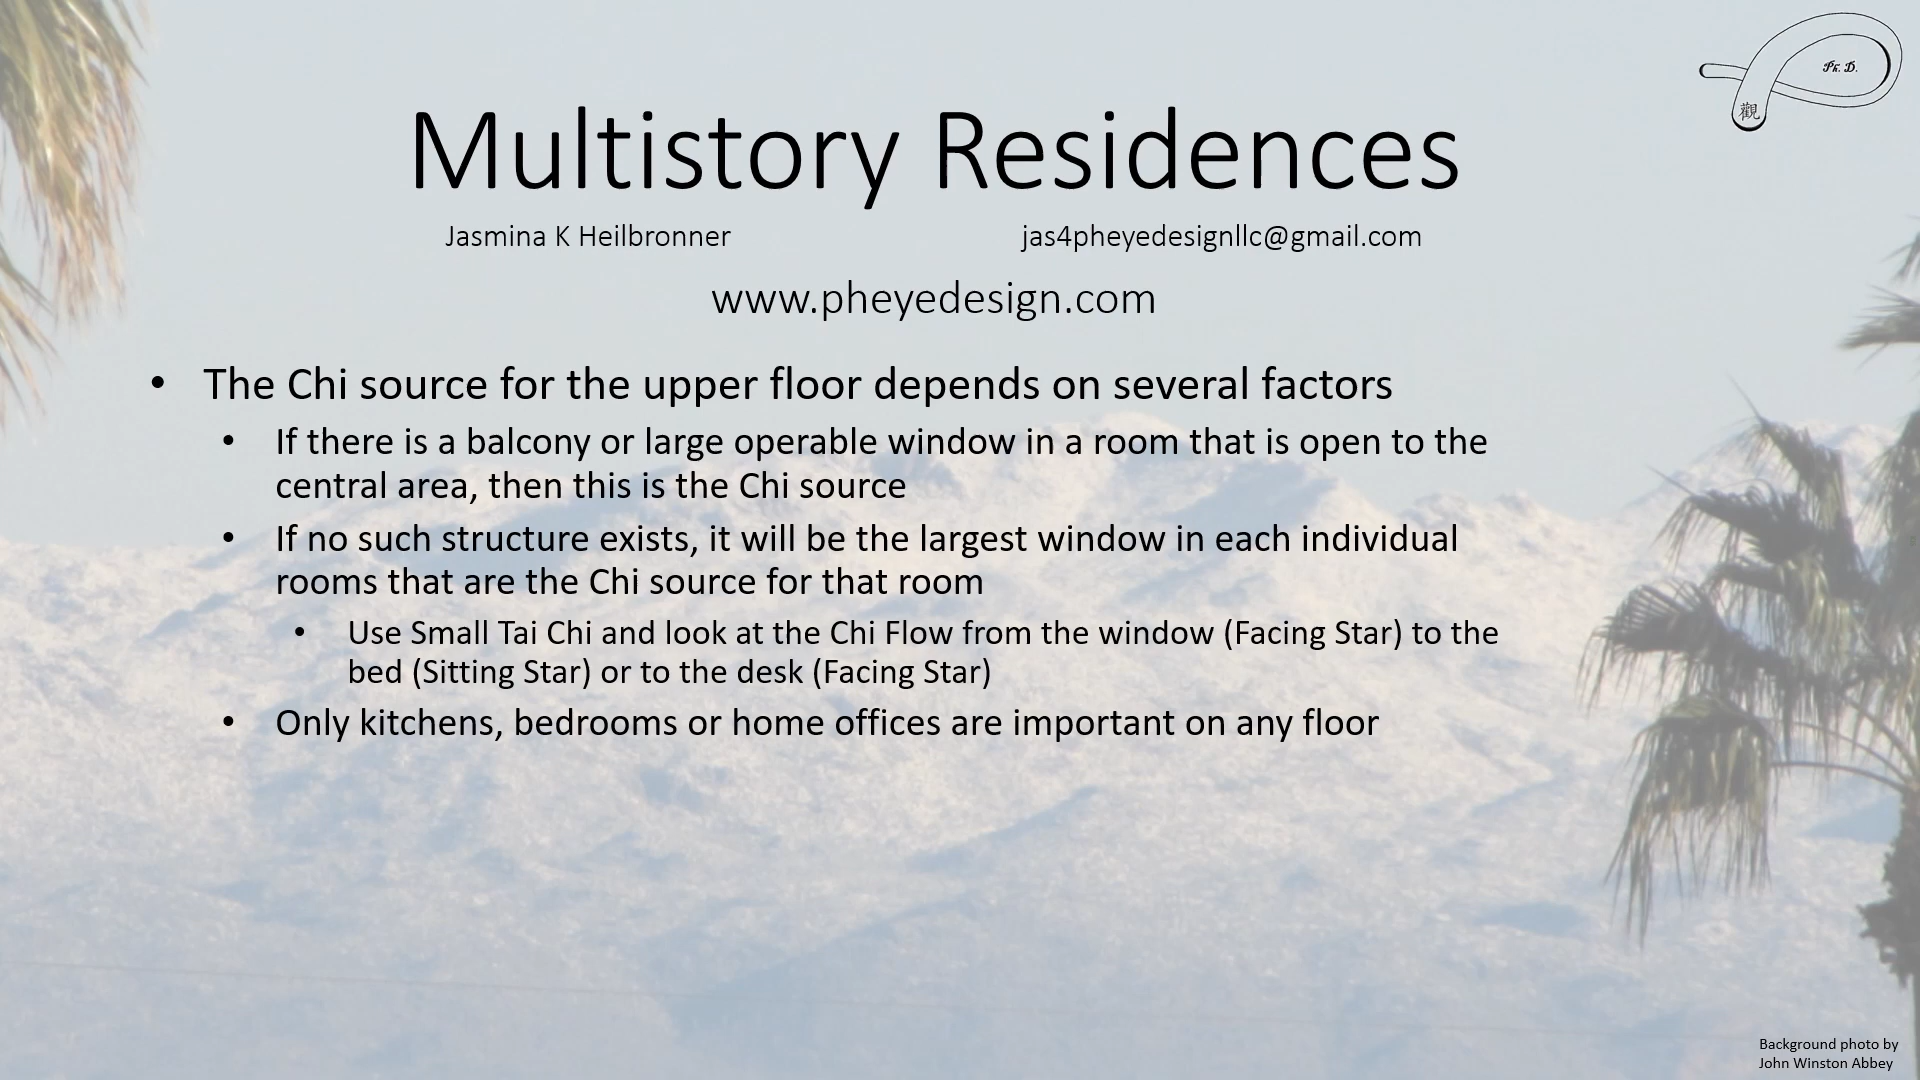 Ph.D.
觀
Multistory Residences
Jasmina K Heilbronner jas4pheyedesignllc@gmail.com
www.pheyedesign.com
• The Chi source for the upper floor depends on several factors
• If there is a balcony or large operable window in a room that is open to the
central area, then this is the Chi source
• If no such structure exists, it will be the largest window in each individual
rooms that are the Chi source for that room
• Use Small Tai Chi and look at the Chi Flow from the window (Facing Star) to the
bed (Sitting Star) or to the desk (Facing Star)
• Only kitchens, bedrooms or home offices are important on any floor
Background photo by
John Winston Abbey